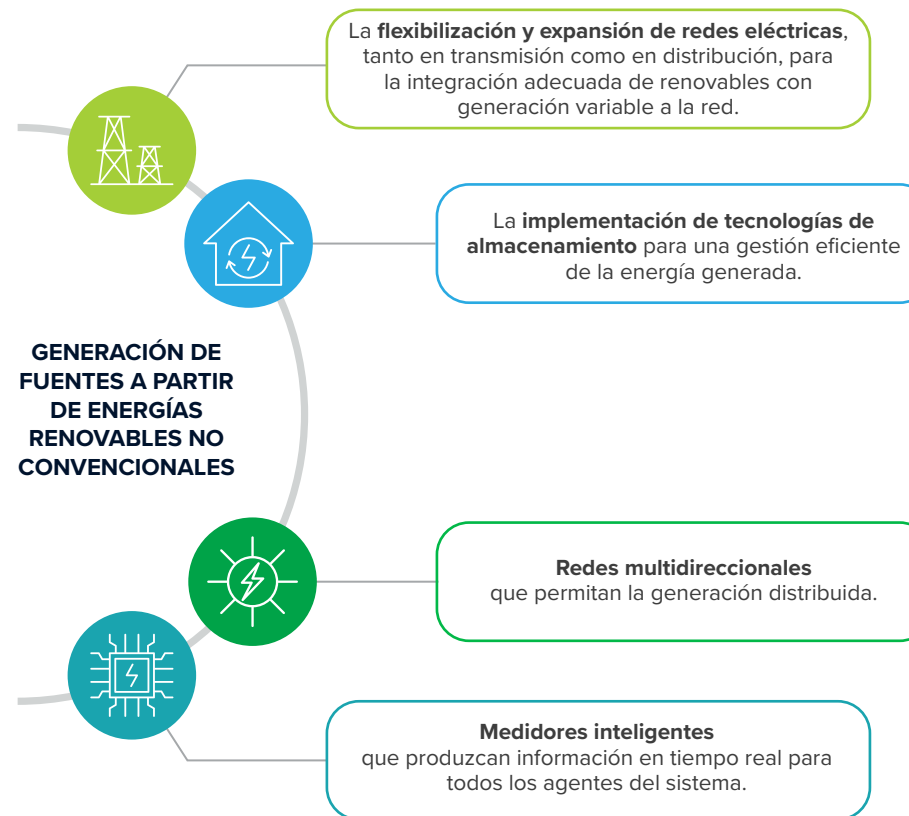 La flexibilización y expansión de redes eléctricas,
tanto en transmisión como en distribución, para
la integración adecuada de renovables con
generación variable a la red.
La implementación de tecnologías de
almacenamiento para una gestión eficiente
de la energía generada.
GENERACIÓN DE
FUENTES A PARTIR
DE ENERGÍAS
RENOVABLES NO
CONVENCIONALES
Redes multidireccionales
que permitan la generación distribuida.
Medidores inteligentes
que produzcan información en tiempo real para
todos los agentes del sistema.